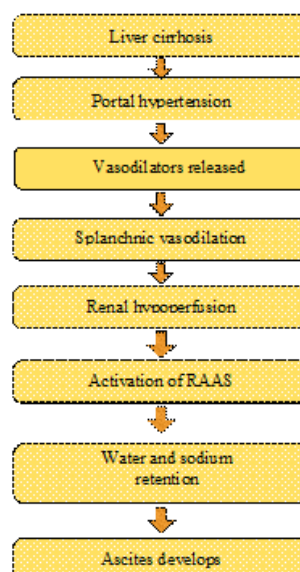 Liver cirrhosis
Portal hypertension
Vasodilators released
Splanchnic vasodilation
Renal hypoperfusion
Activation of RAAS
Water and sodium
retention
Ascites develops